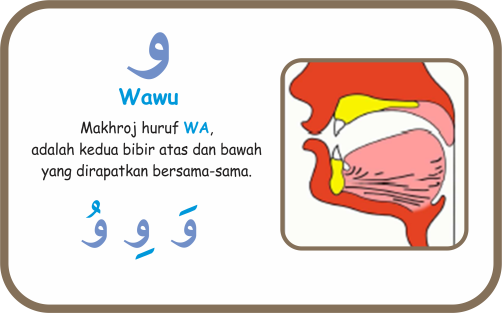 و
Wawu
Makhroj huruf WA,
adalah kedua bibir atas dan bawah
yang dirapatkan bersama-sama.
وَ وِ وُ